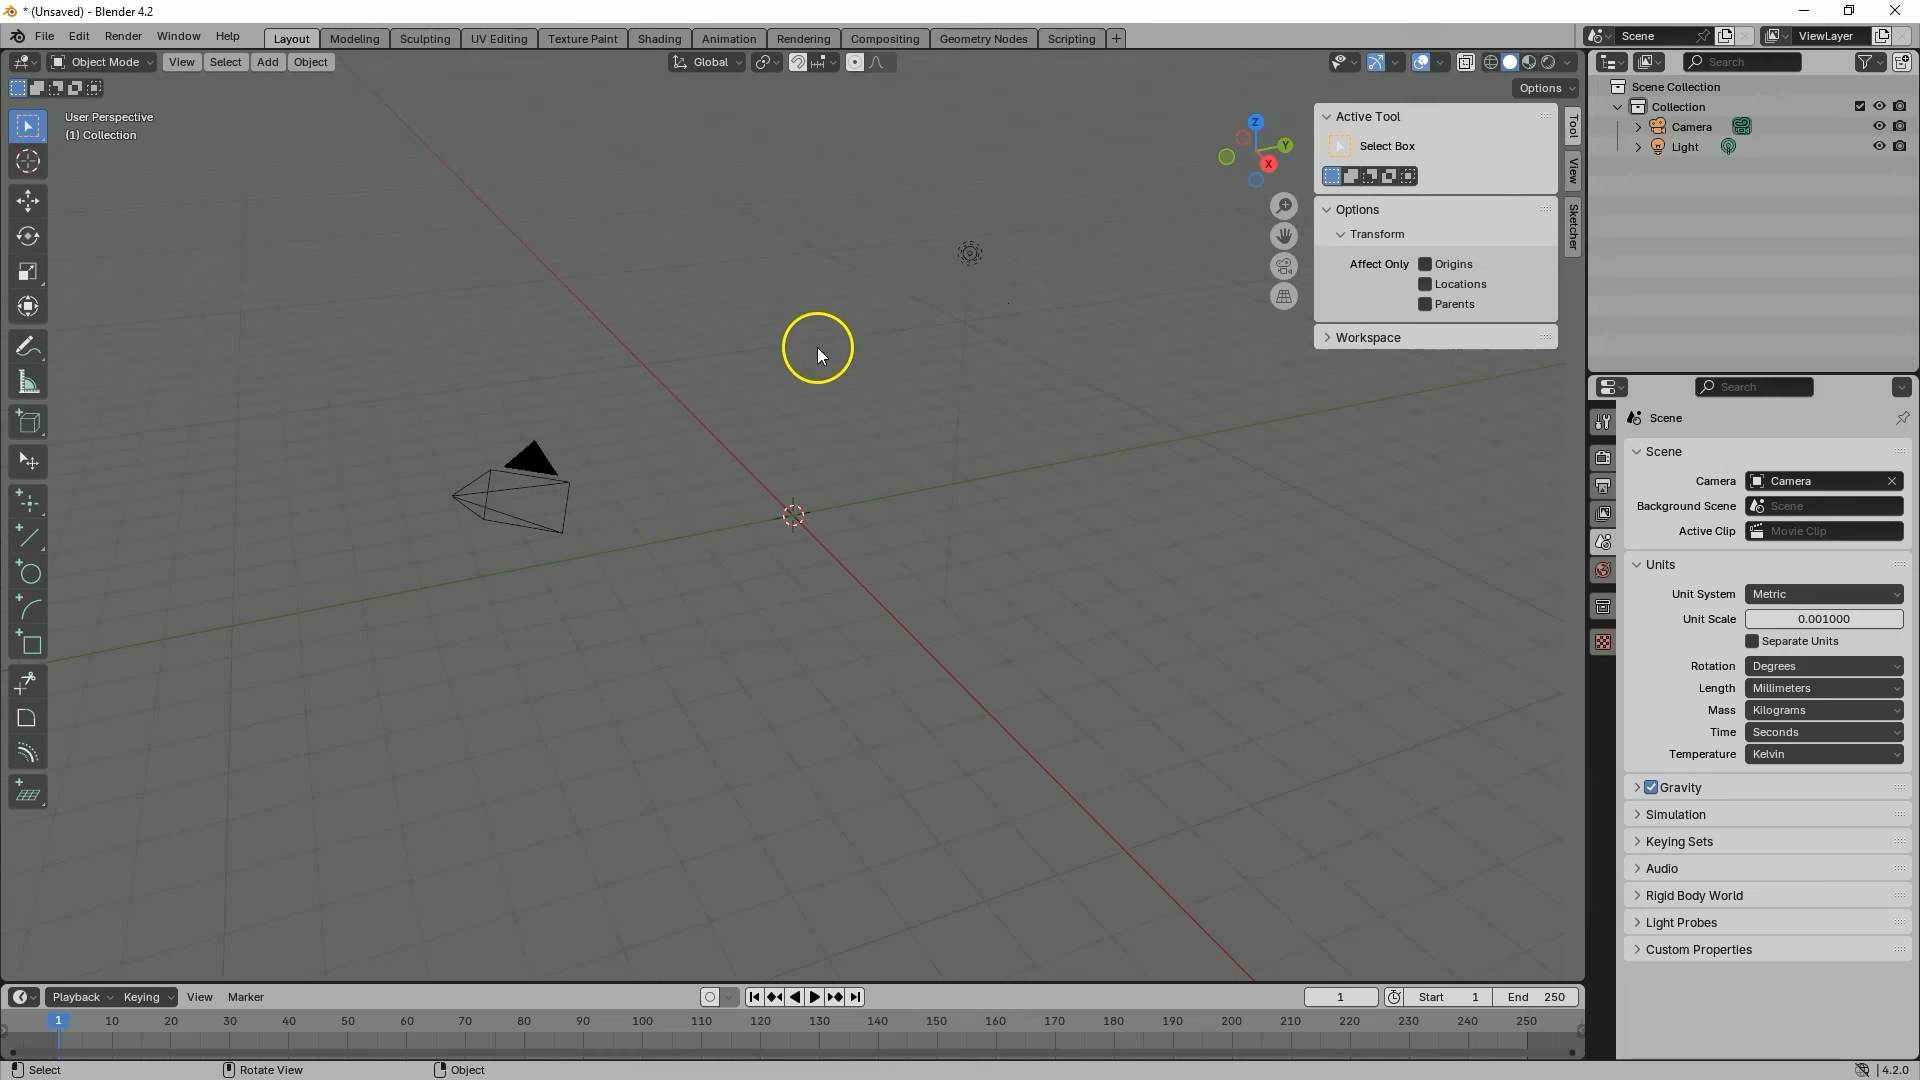 * (Unsaved) - Blender 4.2
File Edit Render Window Help
Layout Modeling Sculpting UV Editing Texture Paint Shading Animation Rendering Compositing Geometry Nodes Scripting +
Scene
ViewLayer
Object Mode View Select Add Object
Global
Options
User Perspective
(1) Collection
Z
Y
X
Active Tool
Select Box
Options
Transform
Affect Only Origins
Locations
Parents
Workspace
Tool
View
Sketcher
Search
Scene Collection
Collection
Camera
Light
Search
Scene
Scene
Camera Camera
Background Scene Scene
Active Clip Movie Clip
Units
Unit System Metric
Unit Scale 0.001000
Separate Units
Rotation Degrees
Length Millimeters
Mass Kilograms
Time Seconds
Temperature Kelvin
Gravity
Simulation
Keying Sets
Audio
Rigid Body World
Light Probes
Custom Properties
Playback Keying View Marker
1
Start 1
End 250
1 10 20 30 40 50 60 70 80 90 100 110 120 130 140 150 160 170 180 190 200 210 220 230 240 250
Select
Rotate View
Object
4.2.0